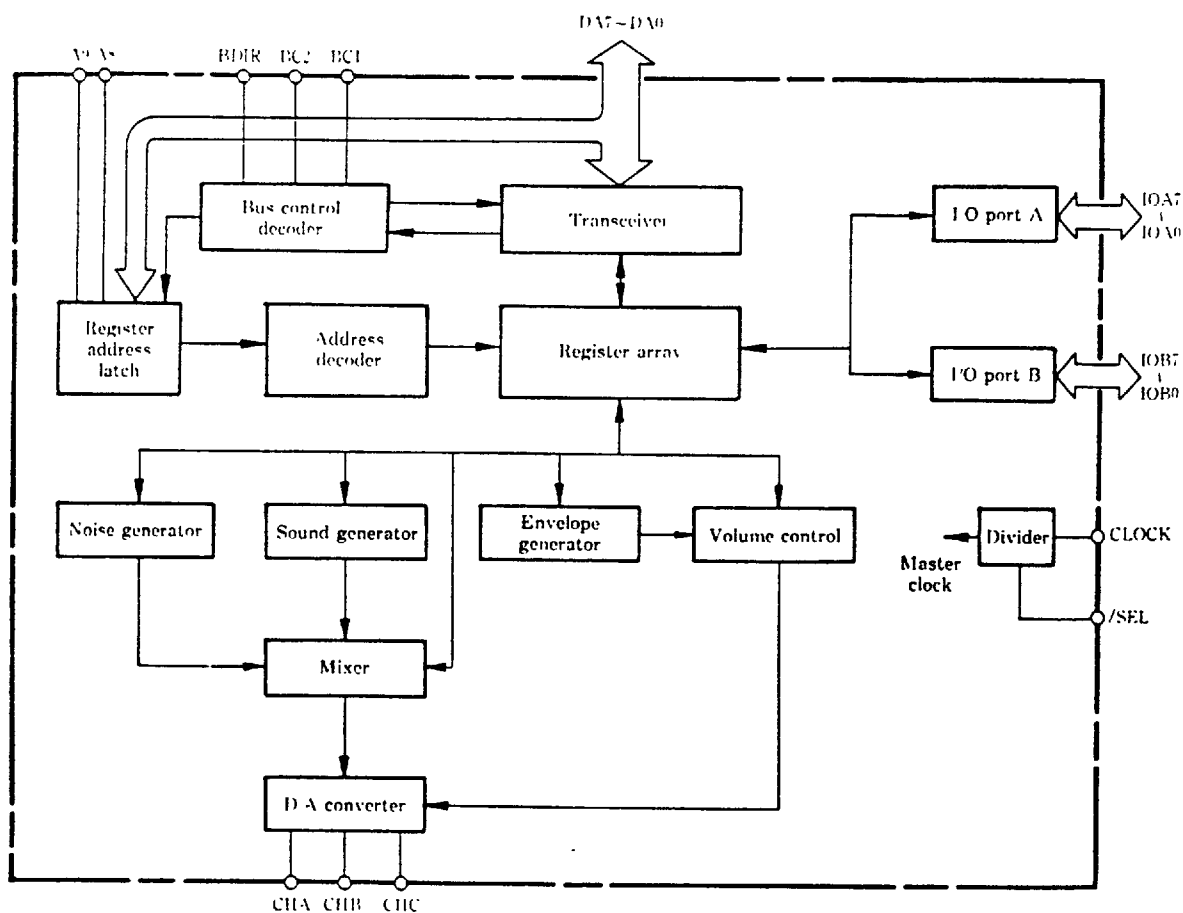 DA7~DA0
A9 A8 BDIR BC2 BC1
Bus control
decoder
Transceiver
I/O port A
IOA7
~
IOA0
Register
address
latch
Address
decoder
Register array
I/O port B
IOB7
~
IOB0
Noise generator
Sound generator
Envelope
generator
Volume control
Divider
CLOCK
Master
clock
/SEL
Mixer
D/A converter
CHA CHB CHC